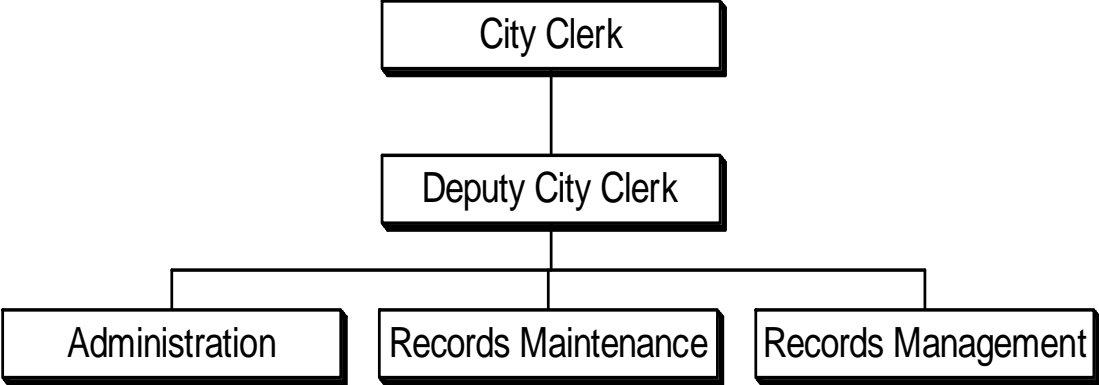 City Clerk
Deputy City Clerk
Administration
Records Maintenance
Records Management